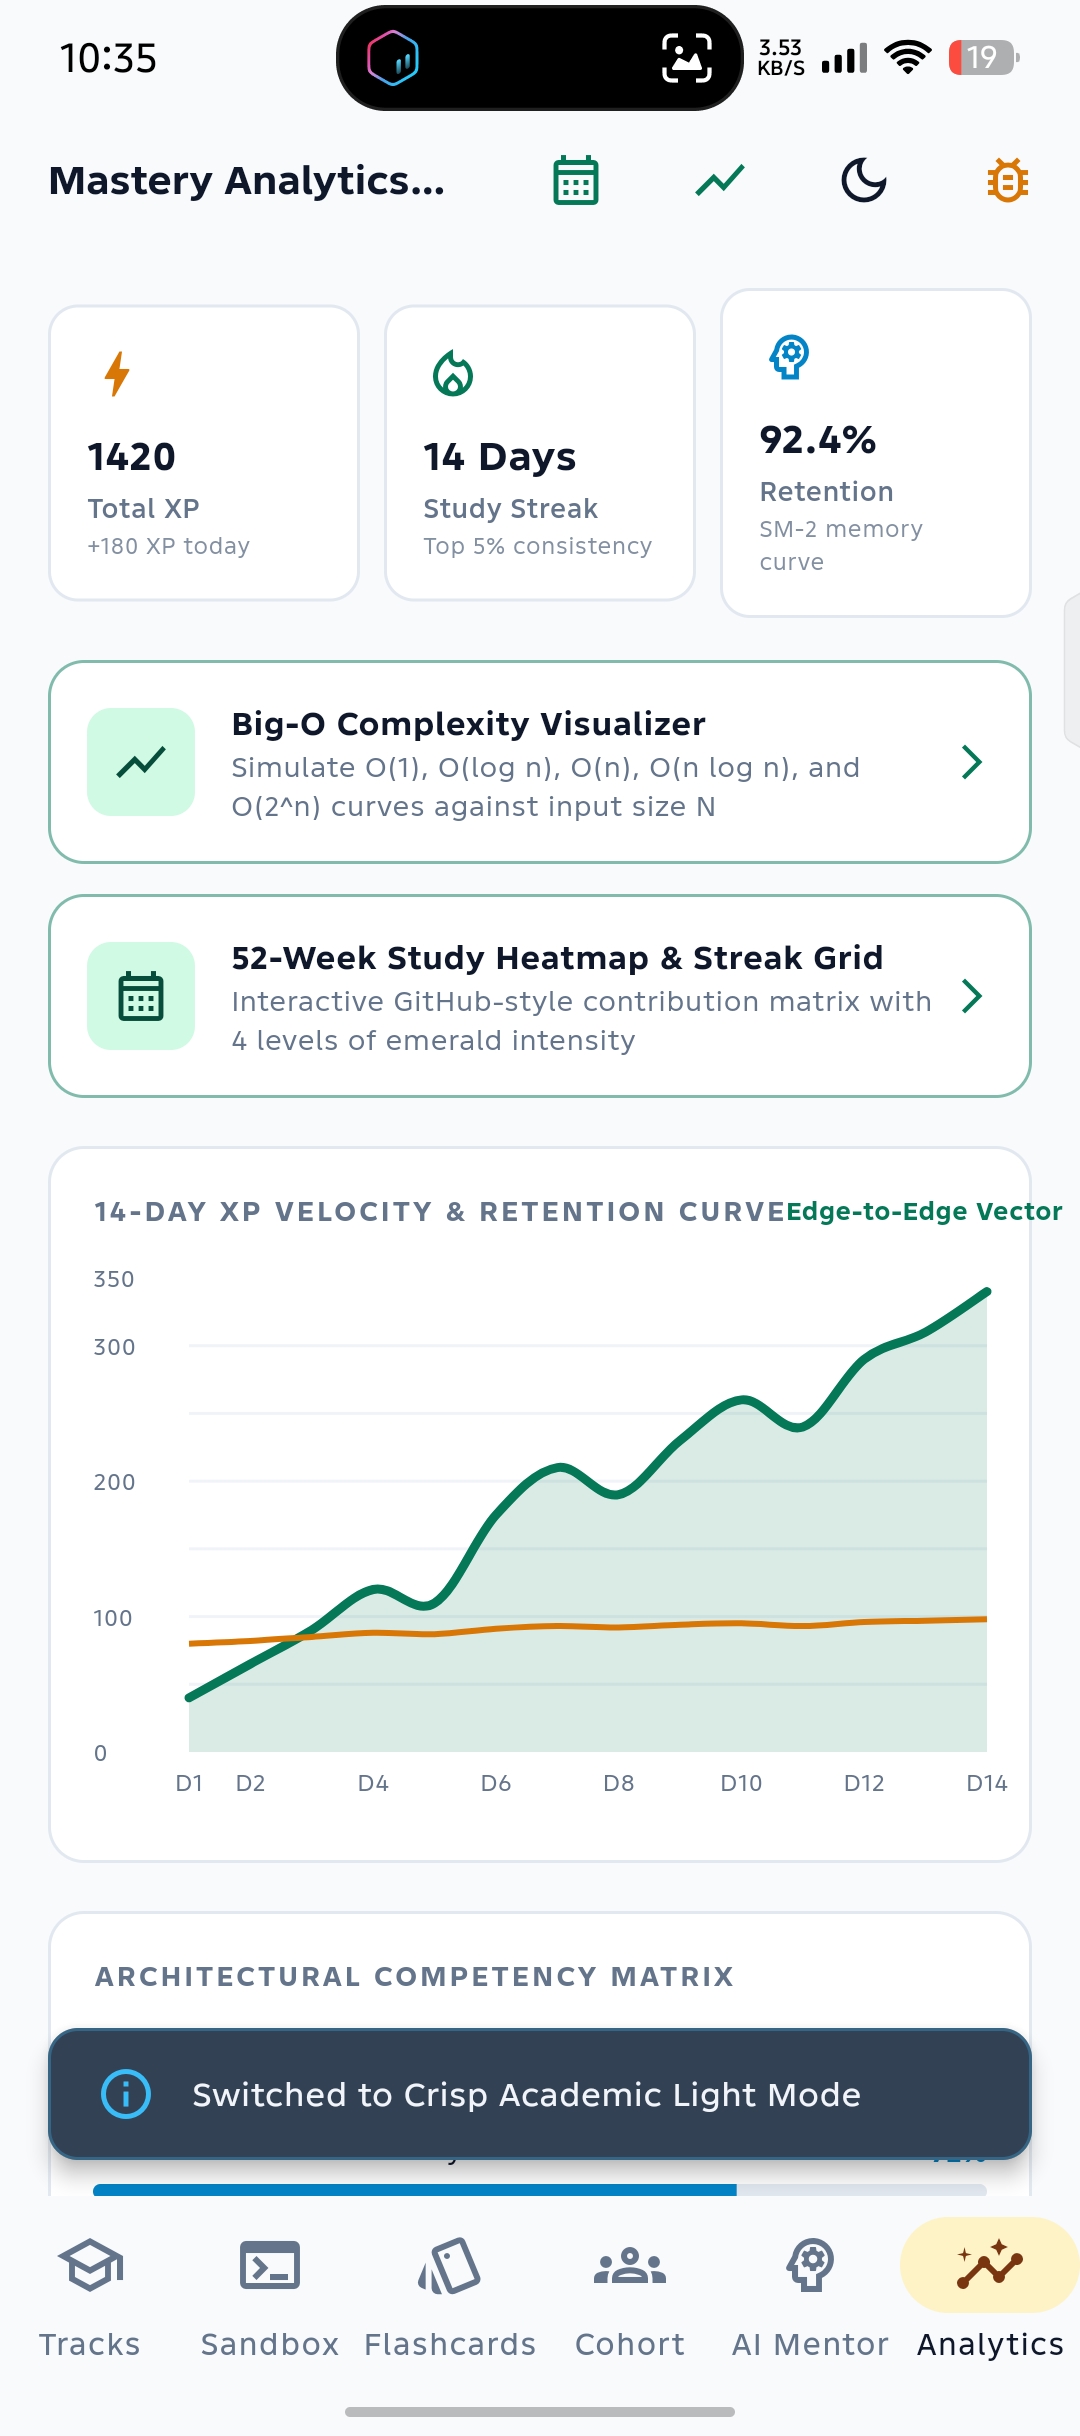 10:35
3.53
KB/S
19
Mastery Analytics...
1420
Total XP
+180 XP today
14 Days
Study Streak
Top 5% consistency
92.4%
Retention
SM-2 memory
curve
Big-O Complexity Visualizer
Simulate O(1), O(log n), O(n), O(n log n), and
O(2^n) curves against input size N
52-Week Study Heatmap & Streak Grid
Interactive GitHub-style contribution matrix with
4 levels of emerald intensity
14-DAY XP VELOCITY & RETENTION CURVE
Edge-to-Edge Vector
350
300
200
100
0
D1 D2 D4 D6 D8 D10 D12 D14
ARCHITECTURAL COMPETENCY MATRIX
Switched to Crisp Academic Light Mode
Tracks
Sandbox
Flashcards
Cohort
AI Mentor
Analytics